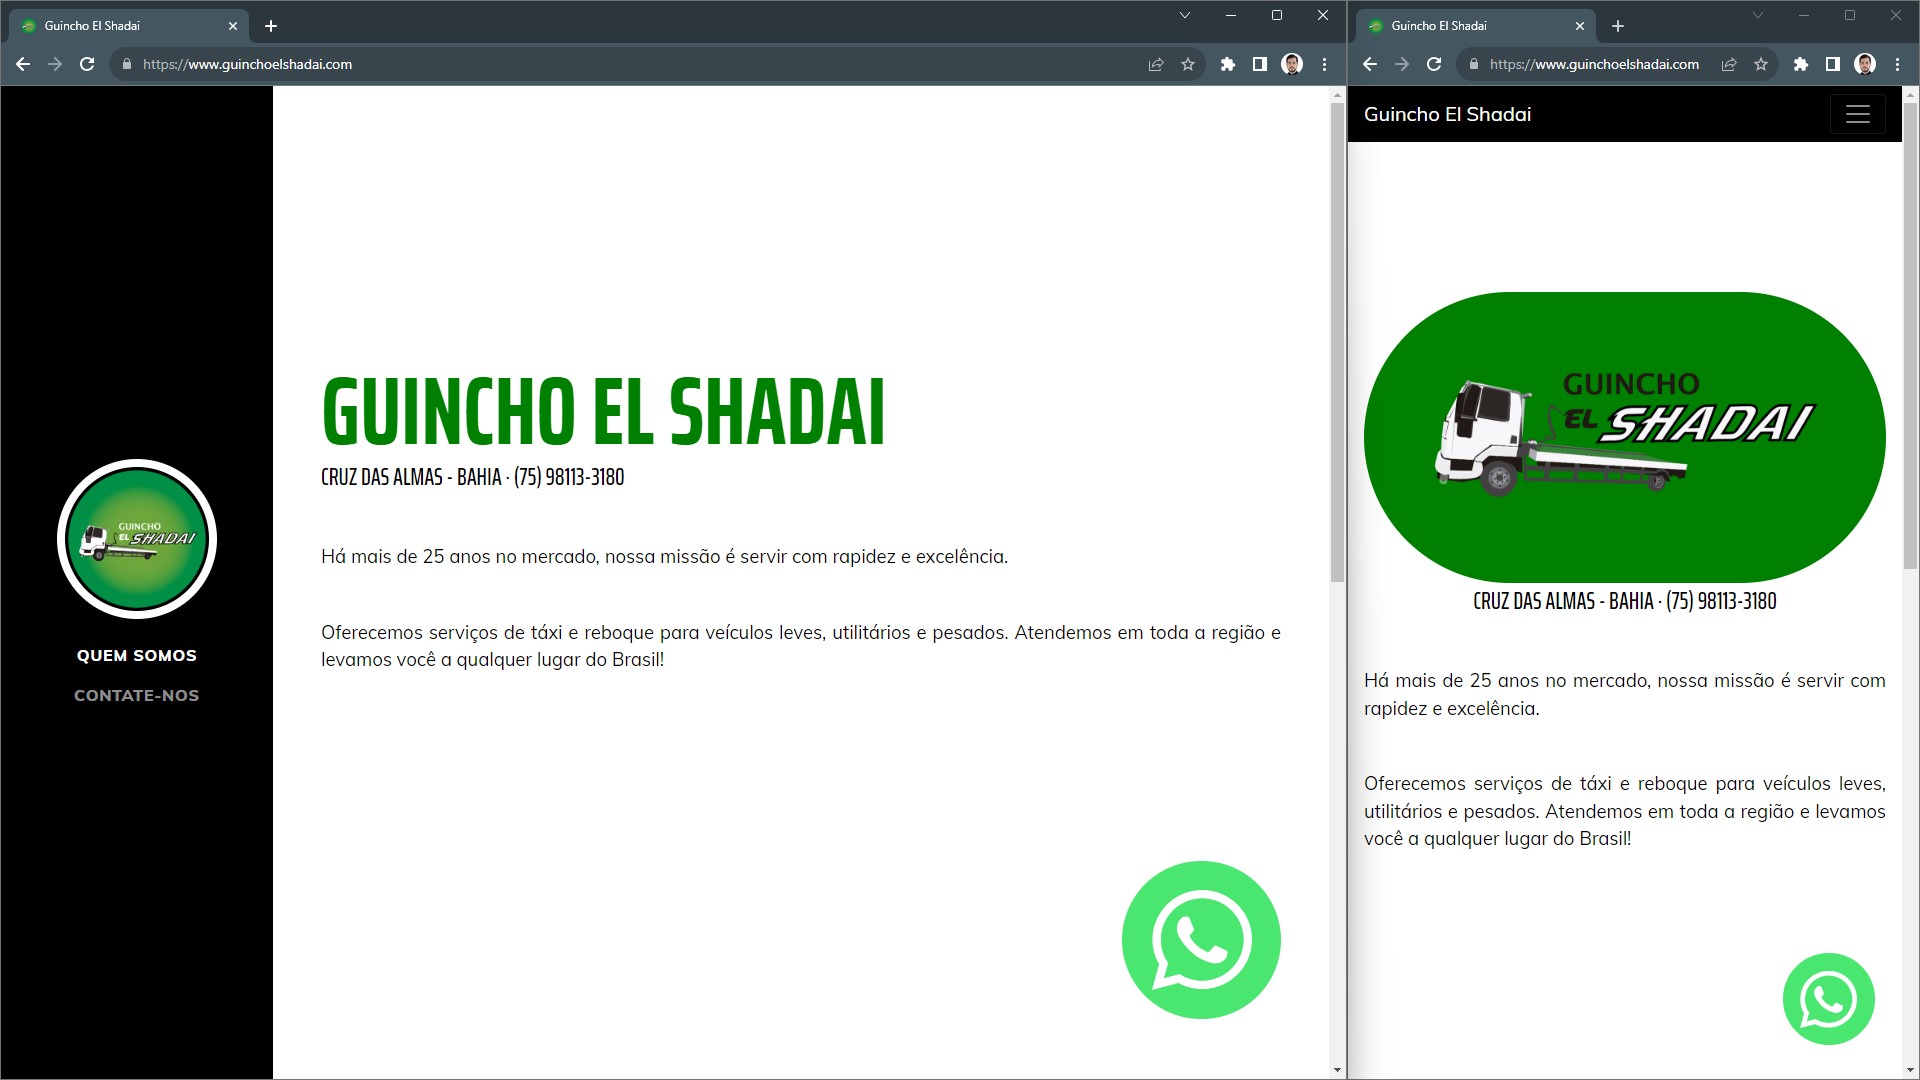 Guincho El Shadai
https://www.guinchoelshadai.com
GUINCHO
EL SHADAI
QUEM SOMOS
CONTATE-NOS
GUINCHO EL SHADAI
CRUZ DAS ALMAS - BAHIA · (75) 98113-3180
Há mais de 25 anos no mercado, nossa missão é servir com rapidez e excelência.
Oferecemos serviços de táxi e reboque para veículos leves, utilitários e pesados. Atendemos em toda a região e
levamos você a qualquer lugar do Brasil!
Guincho El Shadai
https://www.guinchoelshadai.com
Guincho El Shadai
GUINCHO
EL SHADAI
CRUZ DAS ALMAS - BAHIA · (75) 98113-3180
Há mais de 25 anos no mercado, nossa missão é servir com
rapidez e excelência.
Oferecemos serviços de táxi e reboque para veículos leves,
utilitários e pesados. Atendemos em toda a região e levamos
você a qualquer lugar do Brasil!